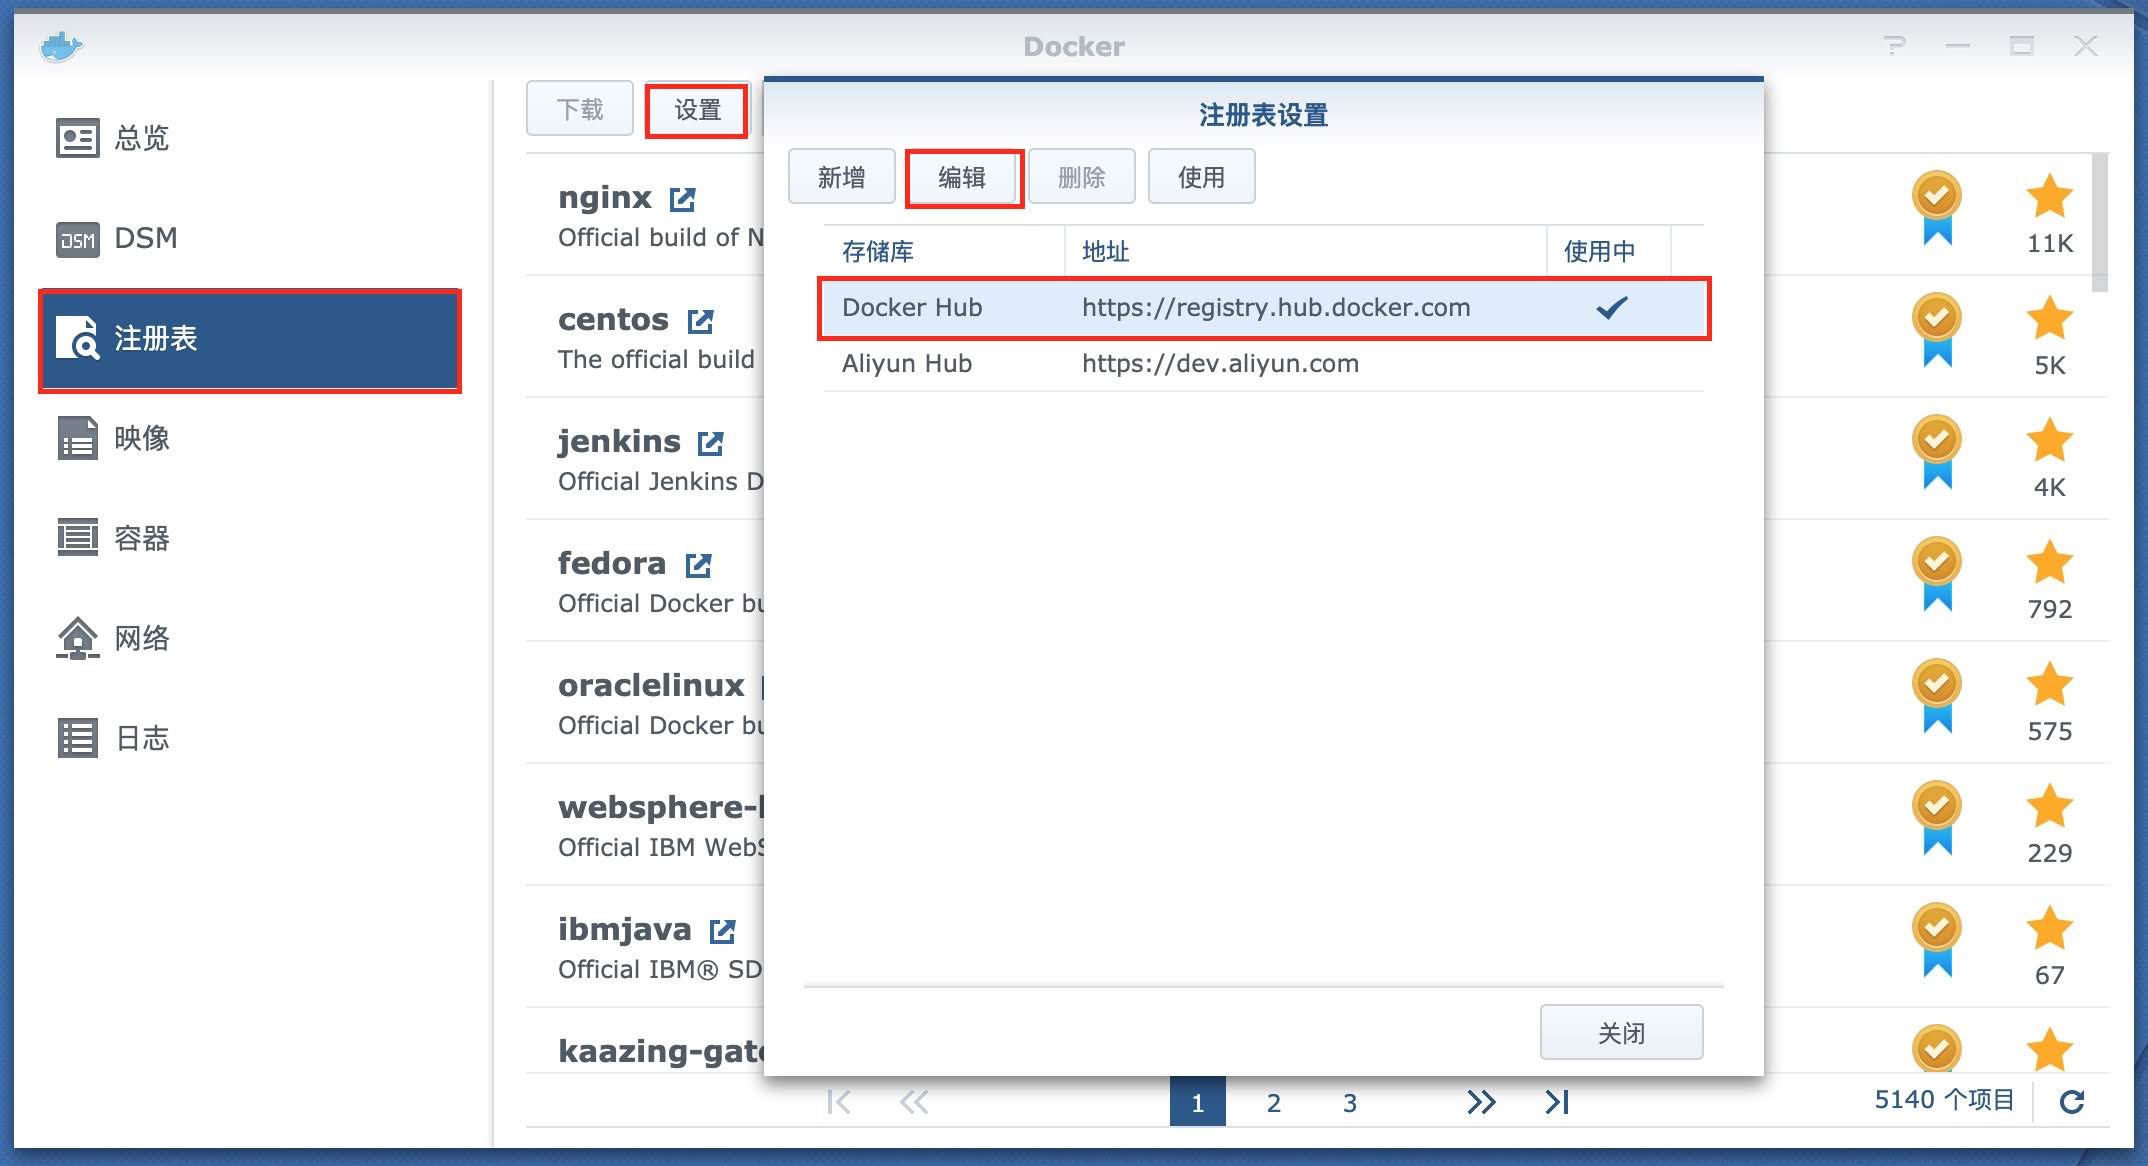 Docker
总览
DSM
DSM
注册表
映像
容器
网络
日志
下载
设置
nginx
Official build of N
centos
The official build
jenkins
Official Jenkins D
fedora
Official Docker bu
oraclelinux
Official Docker bu
websphere-l
Official IBM WebS
ibmjava
Official IBM® SD
kaazing-gate
注册表设置
新增
编辑
删除
使用
存储库 地址 使用中
Docker Hub https://registry.hub.docker.com
Aliyun Hub https://dev.aliyun.com
关闭
11K
5K
4K
792
575
229
67
1 2 3
5140 个项目